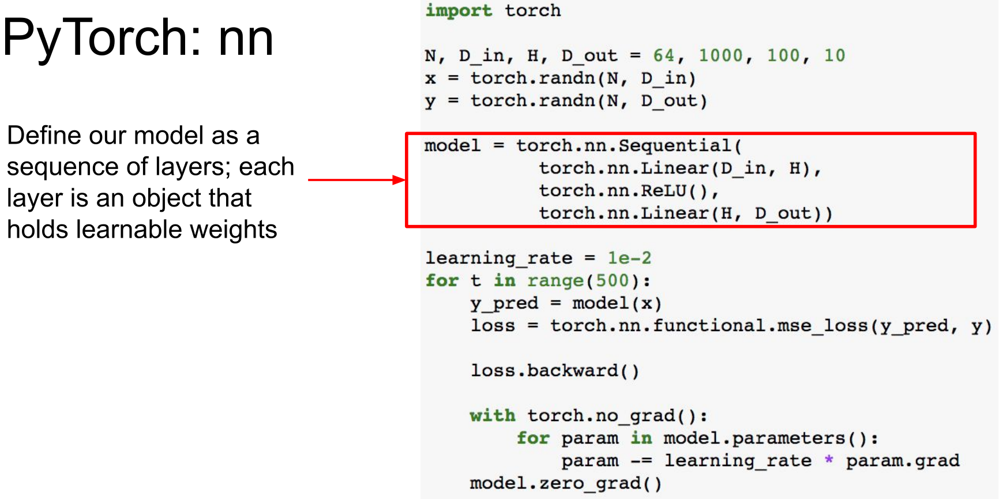 PyTorch: nn
Define our model as a
sequence of layers; each
layer is an object that
holds learnable weights
import torch
N, D_in, H, D_out = 64, 1000, 100, 10
x = torch.randn(N, D_in)
y = torch.randn(N, D_out)
model = torch.nn.Sequential(
          torch.nn.Linear(D_in, H),
          torch.nn.ReLU(),
          torch.nn.Linear(H, D_out))
learning_rate = 1e-2
for t in range(500):
    y_pred = model(x)
    loss = torch.nn.functional.mse_loss(y_pred, y)
    loss.backward()
    with torch.no_grad():
        for param in model.parameters():
            param -= learning_rate * param.grad
    model.zero_grad()